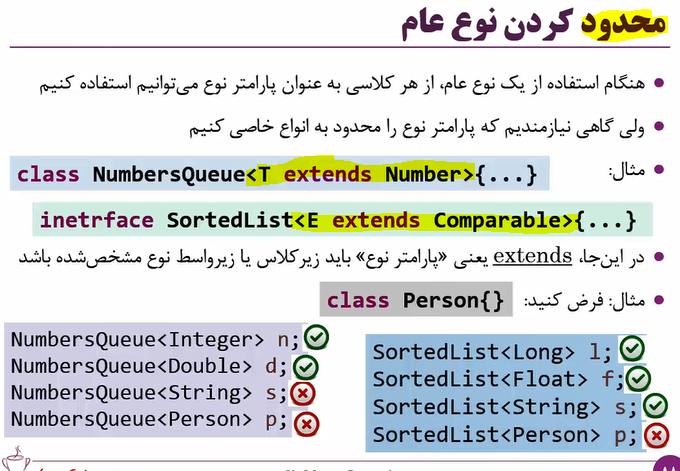 محدود کردن نوع عام
هنگام استفاده از یک نوع عام، از هر کلاسی به عنوان پارامتر نوع می‌توانیم استفاده کنیم
ولی گاهی نیازمندیم که پارامتر نوع را محدود به انواع خاصی کنیم
مثال:
class NumbersQueue<T extends Number>{...}
inetrface SortedList<E extends Comparable>{...}
در این‌جا، extends یعنی «پارامتر نوع» باید زیرکلاس یا زیرواسط نوع مشخص‌شده باشد
مثال: فرض کنید: class Person{}
NumbersQueue<Integer> n;
NumbersQueue<Double> d;
NumbersQueue<String> s;
NumbersQueue<Person> p;
SortedList<Long> l;
SortedList<Float> f;
SortedList<String> s;
SortedList<Person> p;